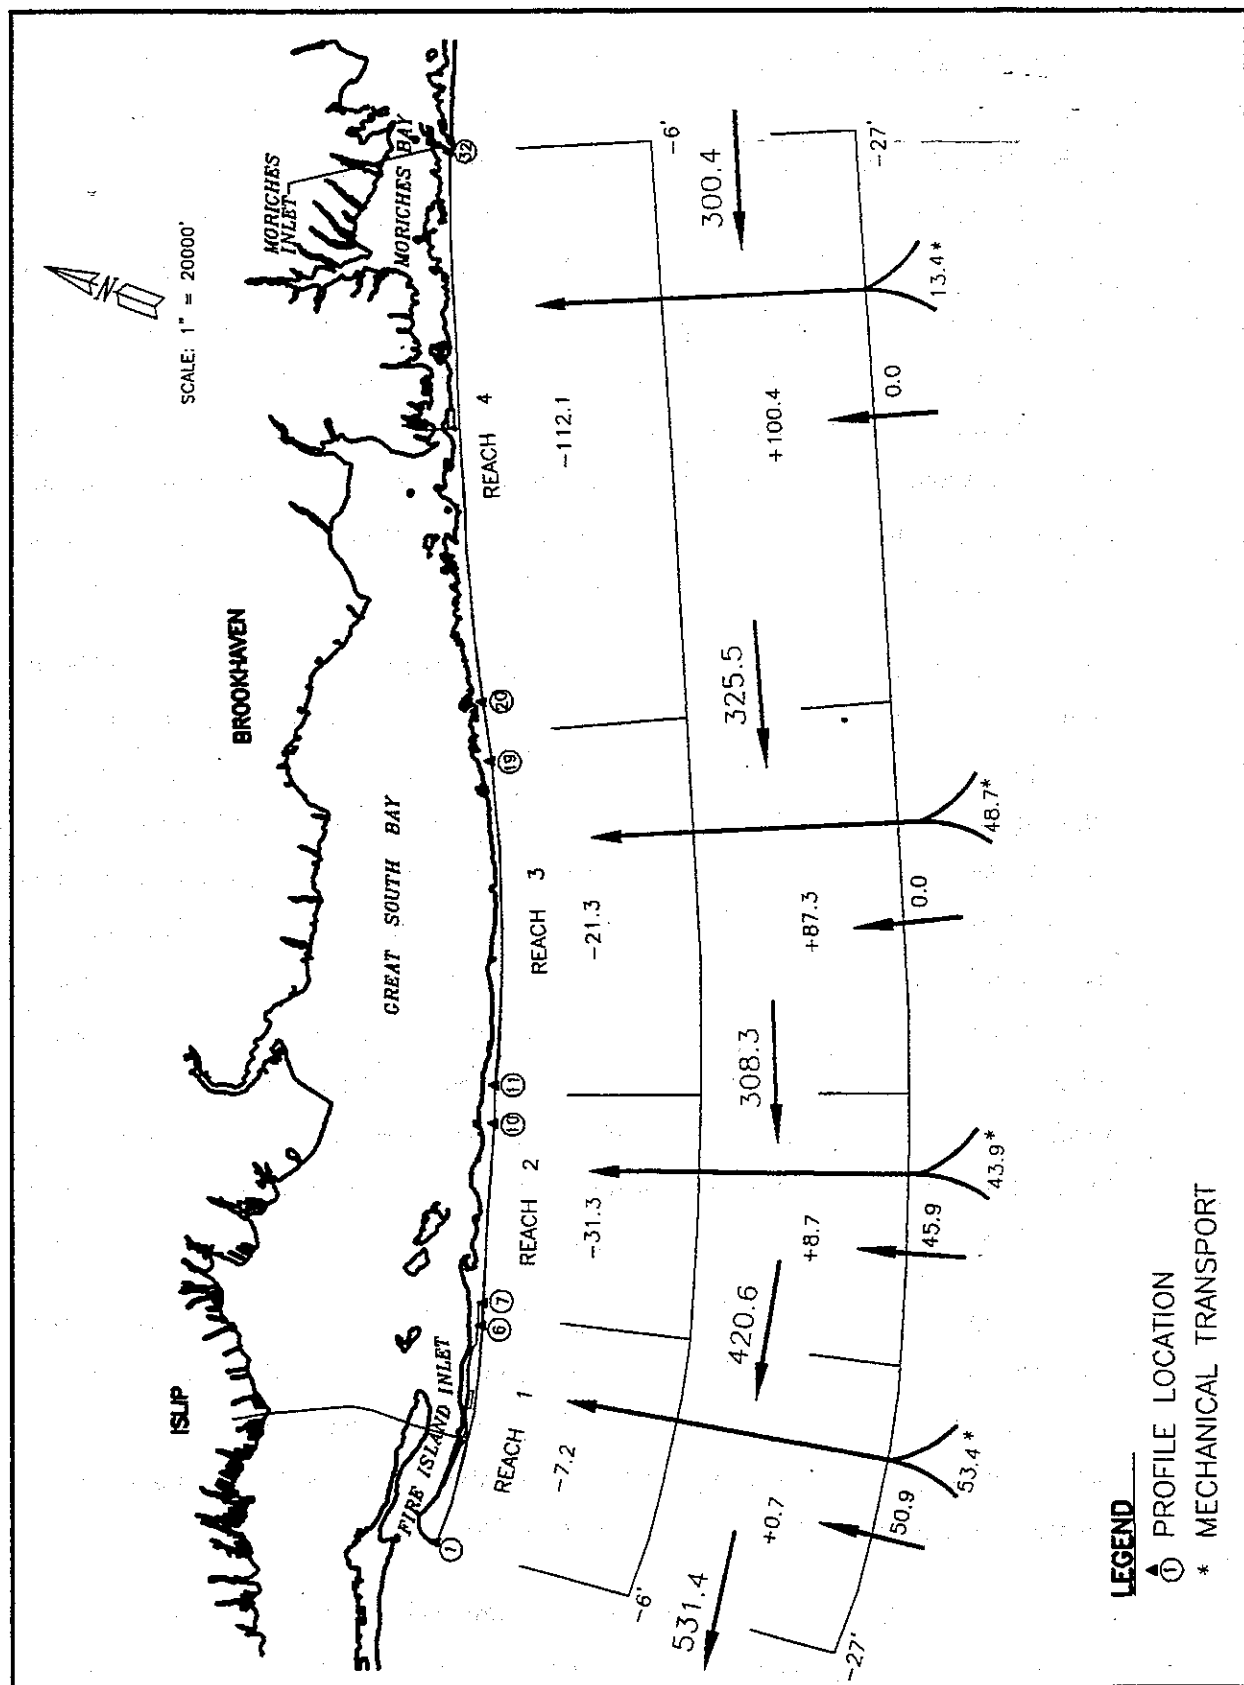 MORICHES
INLET
MORICHES BAY
N
SCALE: 1" = 20000'
BROOKHAVEN
GREAT SOUTH BAY
ISLIP
FIRE ISLAND INLET
1
6
7
10
11
19
20
32
REACH 1
-7.2
REACH 2
-31.3
REACH 3
-21.3
REACH 4
-112.1
-6'
-6'
531.4
420.6
308.3
325.5
300.4
+0.7
+8.7
+87.3
+100.4
-27'
-27'
50.9
53.4*
45.9
43.9*
0.0
48.7*
0.0
13.4*
LEGEND
1 PROFILE LOCATION
* MECHANICAL TRANSPORT